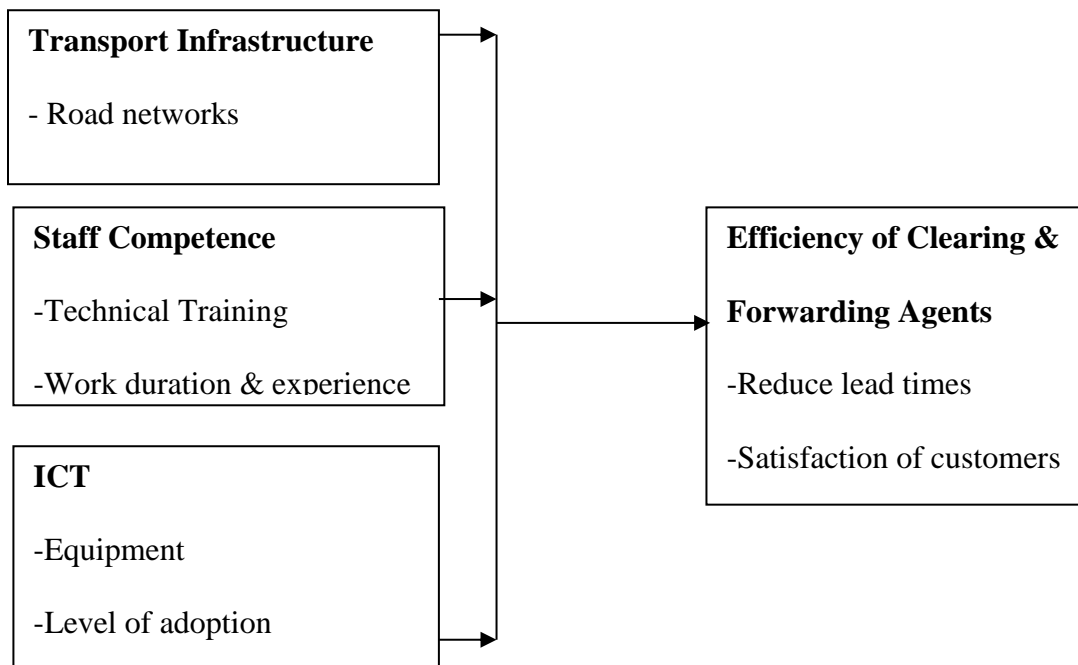 Transport Infrastructure
- Road networks
Staff Competence
-Technical Training
-Work duration & experience
ICT
-Equipment
-Level of adoption
Efficiency of Clearing &
Forwarding Agents
-Reduce lead times
-Satisfaction of customers